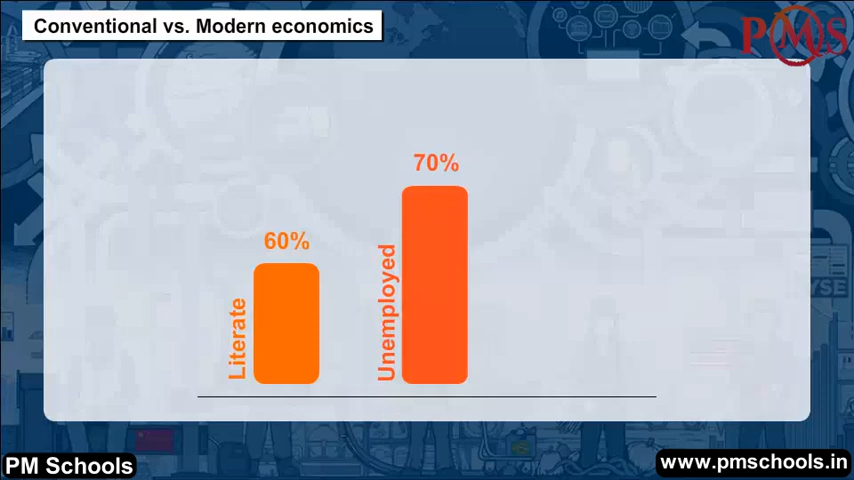 Conventional vs. Modern economics
PMS
70%
60%
Literate
Unemployed
PM Schools
www.pmschools.in